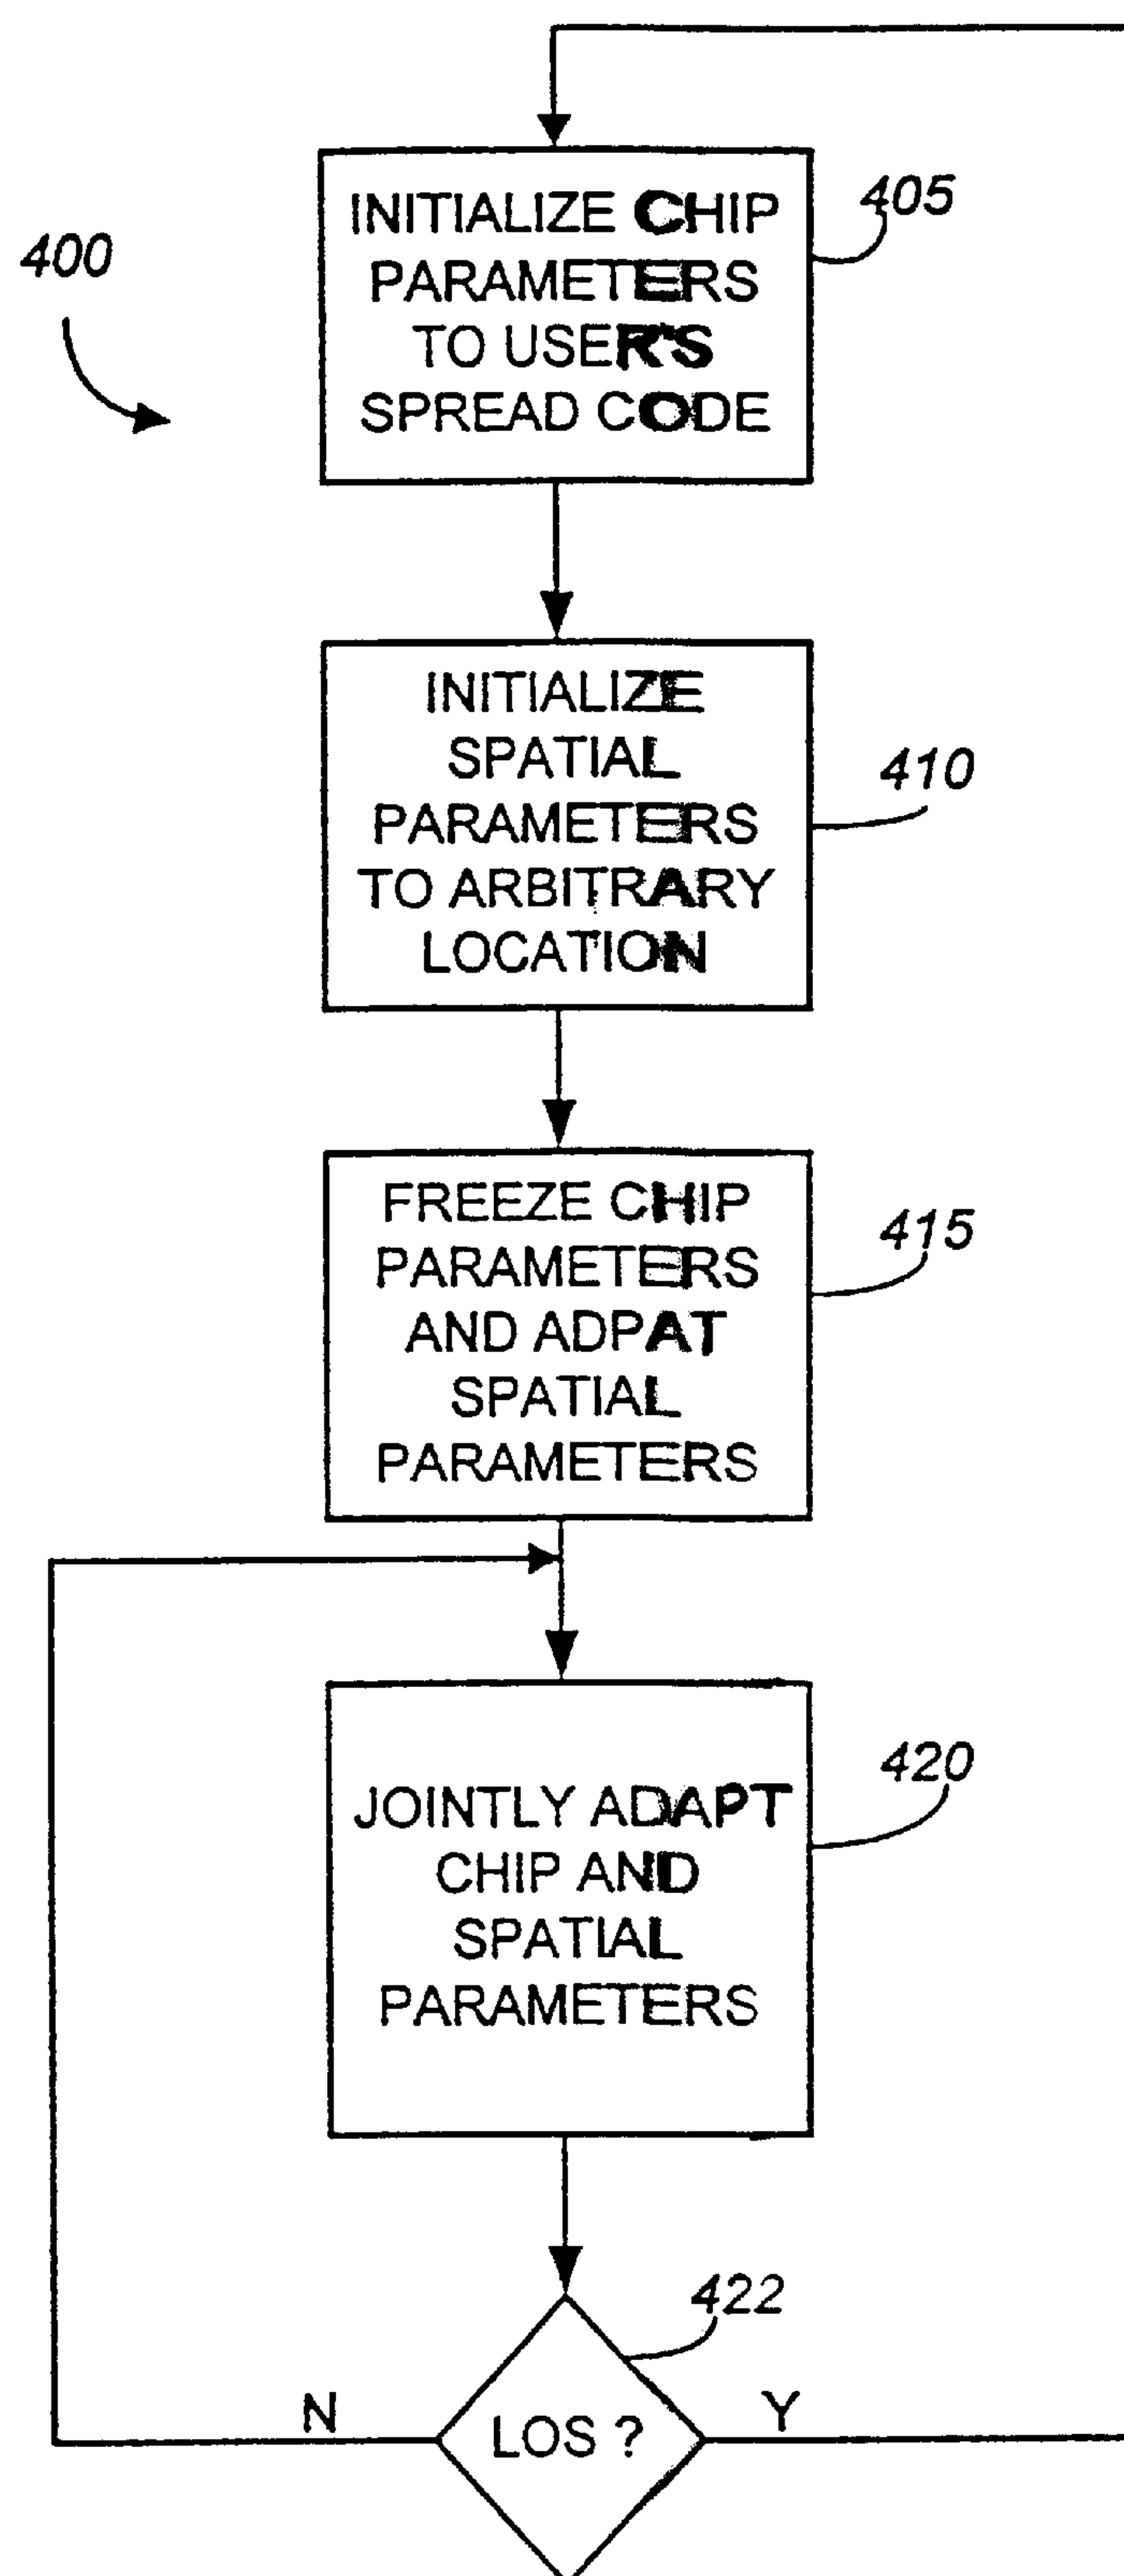 400
INITIALIZE CHIP
PARAMETERS
TO USER'S
SPREAD CODE
405
INITIALIZE
SPATIAL
PARAMETERS
TO ARBITRARY
LOCATION
410
FREEZE CHIP
PARAMETERS
AND ADPAT
SPATIAL
PARAMETERS
415
JOINTLY ADAPT
CHIP AND
SPATIAL
PARAMETERS
420
422
N
LOS ?
Y